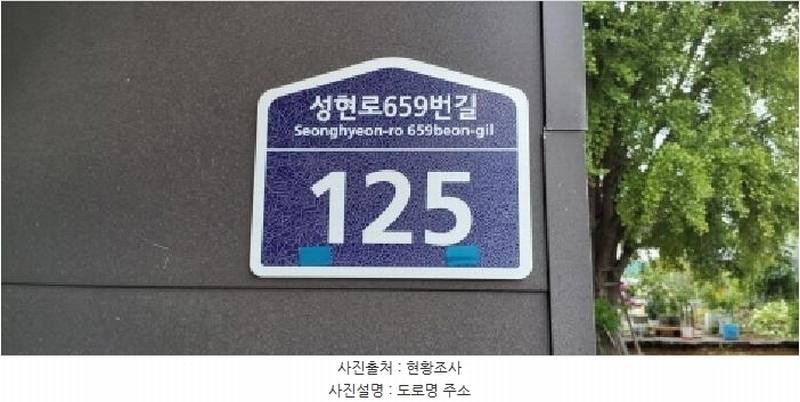 성현로659번길
Seonghyeon-ro 659beon-gil
125
사진출처 : 현황조사
사진설명 : 도로명 주소